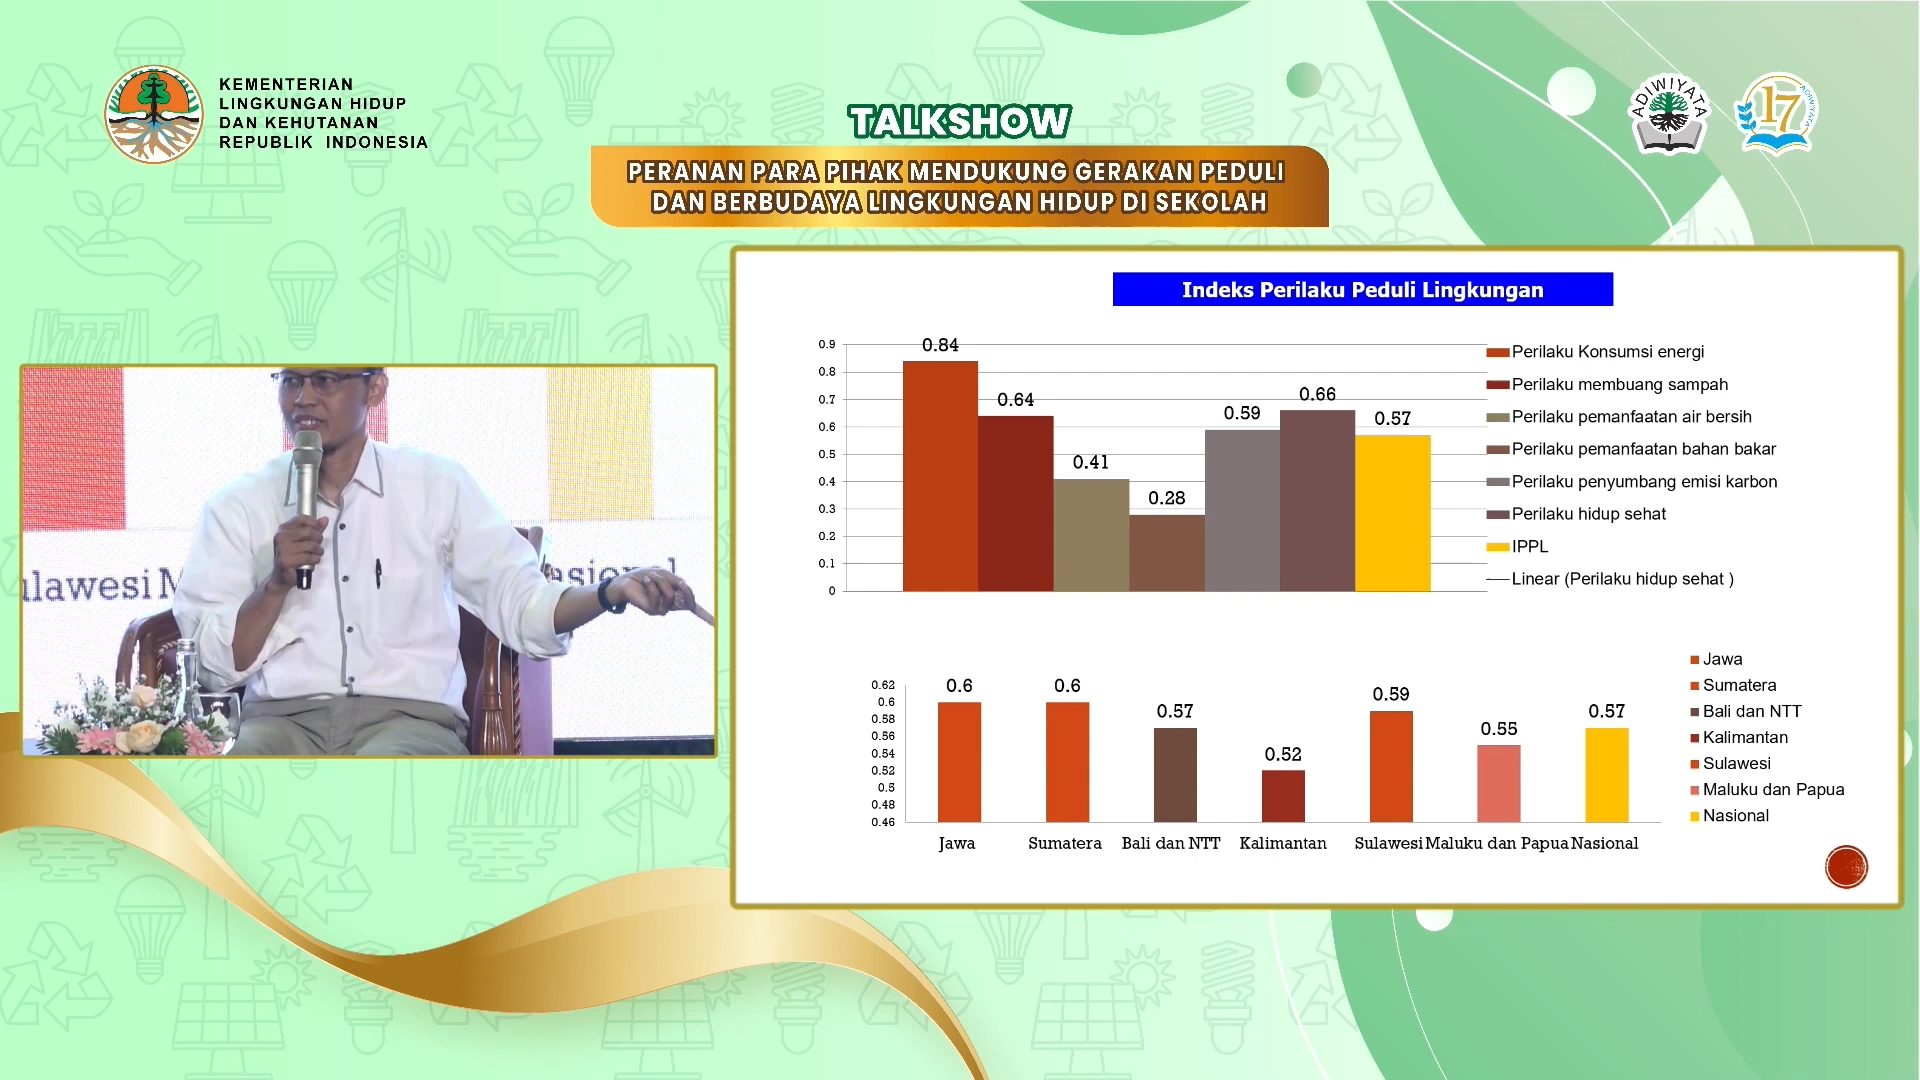 KEMENTERIAN
LINGKUNGAN HIDUP
DAN KEHUTANAN
REPUBLIK INDONESIA
TALKSHOW
PERANAN PARA PIHAK MENDUKUNG GERAKAN PEDULI
DAN BERBUDAYA LINGKUNGAN HIDUP DI SEKOLAH
ADIWIYATA
17
ADIWIYATA
ulawesi M
asional
Indeks Perilaku Peduli Lingkungan
0.9
0.8
0.7
0.6
0.5
0.4
0.3
0.2
0.1
0
0.84
0.64
0.41
0.28
0.59
0.66
0.57
Perilaku Konsumsi energi
Perilaku membuang sampah
Perilaku pemanfaatan air bersih
Perilaku pemanfaatan bahan bakar
Perilaku penyumbang emisi karbon
Perilaku hidup sehat
IPPL
Linear (Perilaku hidup sehat )
0.62
0.6
0.58
0.56
0.54
0.52
0.5
0.48
0.46
0.6
0.6
0.57
0.52
0.59
0.55
0.57
Jawa
Sumatera
Bali dan NTT
Kalimantan
Sulawesi
Maluku dan Papua
Nasional
Jawa
Sumatera
Bali dan NTT
Kalimantan
Sulawesi
Maluku dan Papua
Nasional